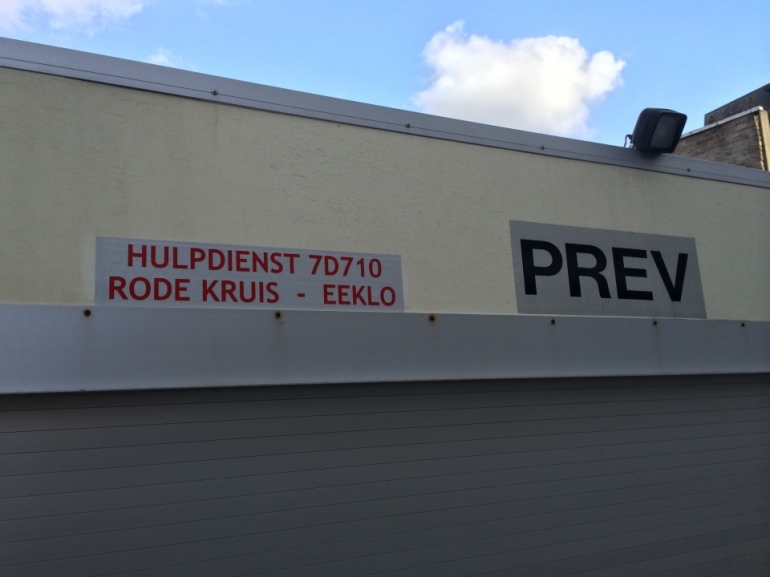 HULPDIENST 7D710
RODE KRUIS - EEKLO
PREV